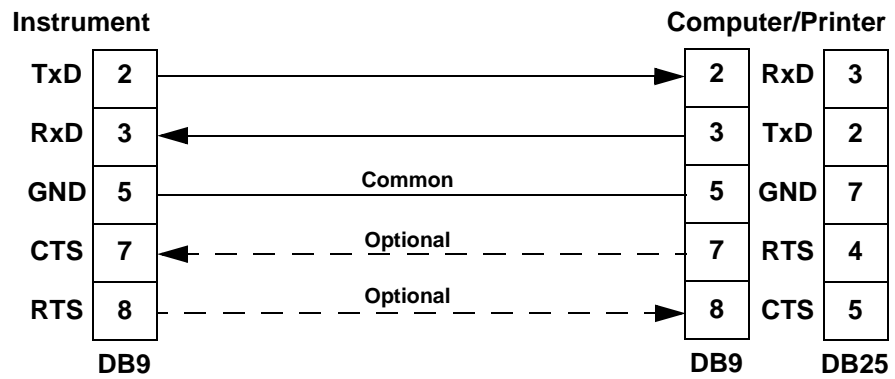 Instrument Computer/Printer
TxD 2 2 RxD 3
RxD 3 3 TxD 2
GND 5 Common 5 GND 7
CTS 7 Optional 7 RTS 4
RTS 8 Optional 8 CTS 5
DB9 DB9 DB25